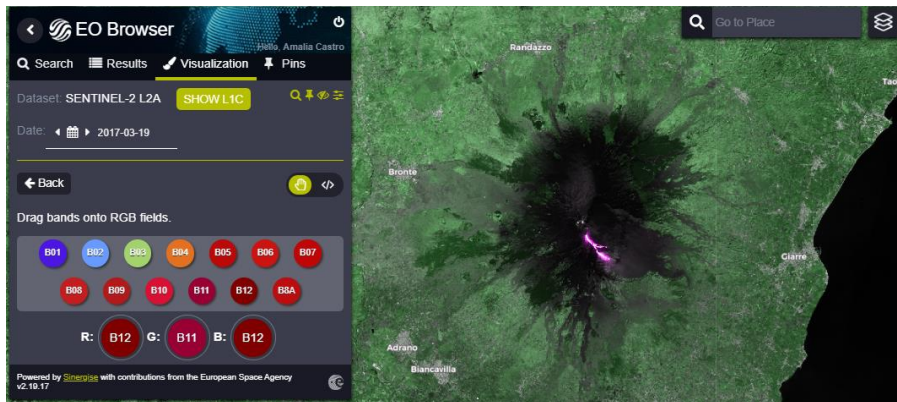 EO Browser
Hello, Amalia Castro
Search Results Visualization Pins
Dataset: SENTINEL-2 L2A SHOW L1C
Date: 2017-03-19
Back
</>
Drag bands onto RGB fields.
B01 B02 B03 B04 B05 B06 B07
B08 B09 B10 B11 B12 B8A
R: B12 G: B11 B: B12
Powered by Sinergise with contributions from the European Space Agency
v2.19.17
Go to Place
Randazzo
Tao
Bronte
Giarre
Adrano
Biancavilla